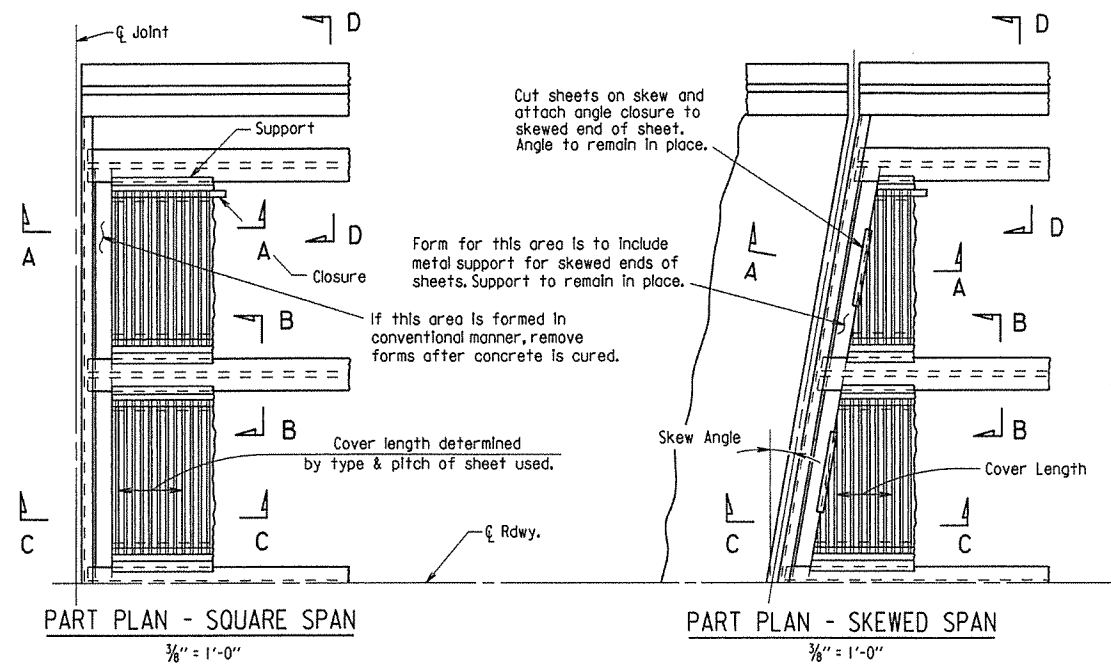 ℄ Joint
D
Support
A
A
Closure
D
If this area is formed in
conventional manner, remove
forms after concrete is cured.
B
B
Cover length determined
by type & pitch of sheet used.
C
C
℄ Rdwy.
PART PLAN - SQUARE SPAN
3/8" = 1'-0"
D
Cut sheets on skew and
attach angle closure to
skewed end of sheet.
Angle to remain in place.
D
Form for this area is to include
metal support for skewed ends of
sheets. Support to remain in place.
A
A
B
B
Skew Angle
Cover Length
C
C
PART PLAN - SKEWED SPAN
3/8" = 1'-0"